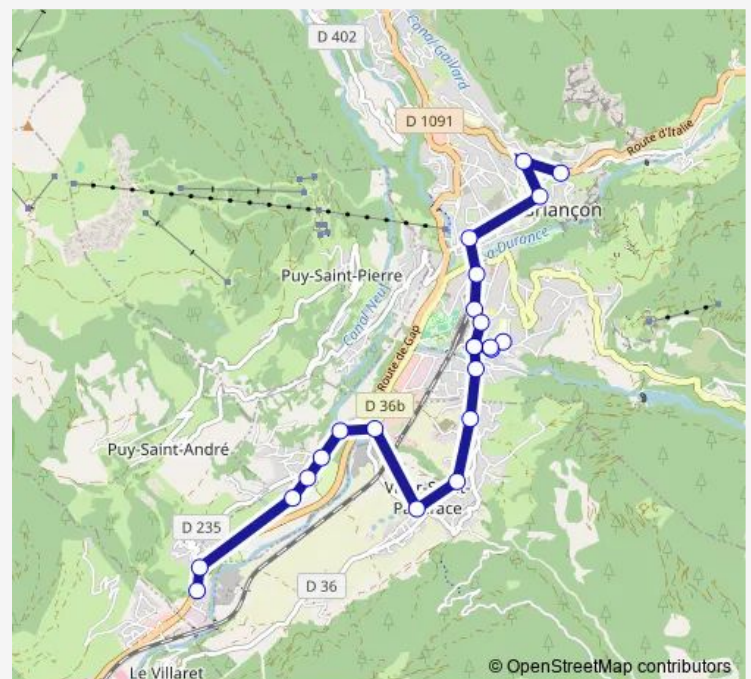 D 402
Canal Gaillard
D 1091
Route d'Italie
Briançon
La Durance
Puy-Saint-Pierre
Canal Neuf
Route de Gap
D 36b
Puy-Saint-André
D 235
D 36
Le Villaret
© OpenStreetMap contributors